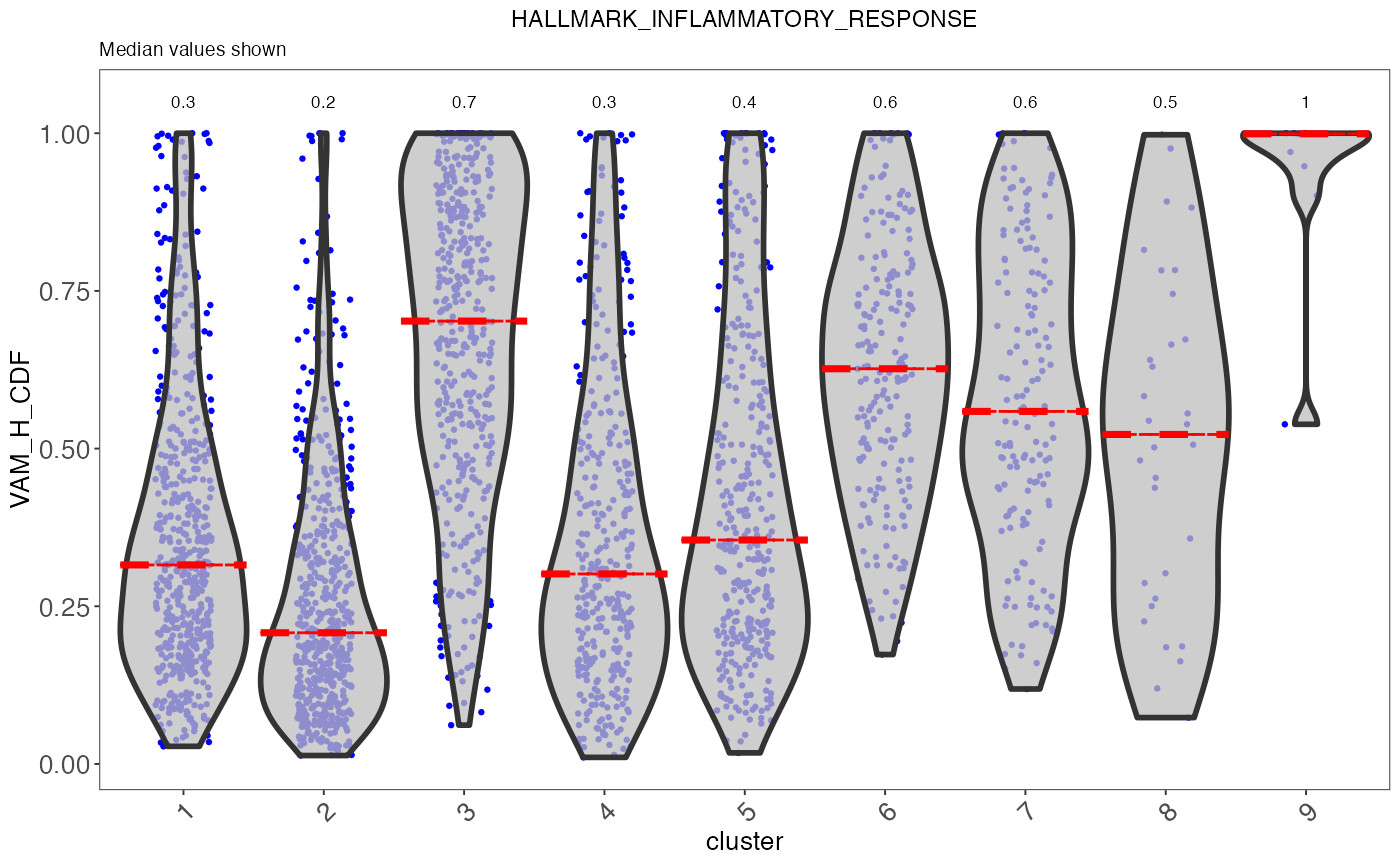 HALLMARK_INFLAMMATORY_RESPONSE
Median values shown
0.3 0.2 0.7 0.3 0.4 0.6 0.6 0.5 1
1.00
0.75
0.50
0.25
0.00
VAM_H_CDF
1 2 3 4 5 6 7 8 9
cluster